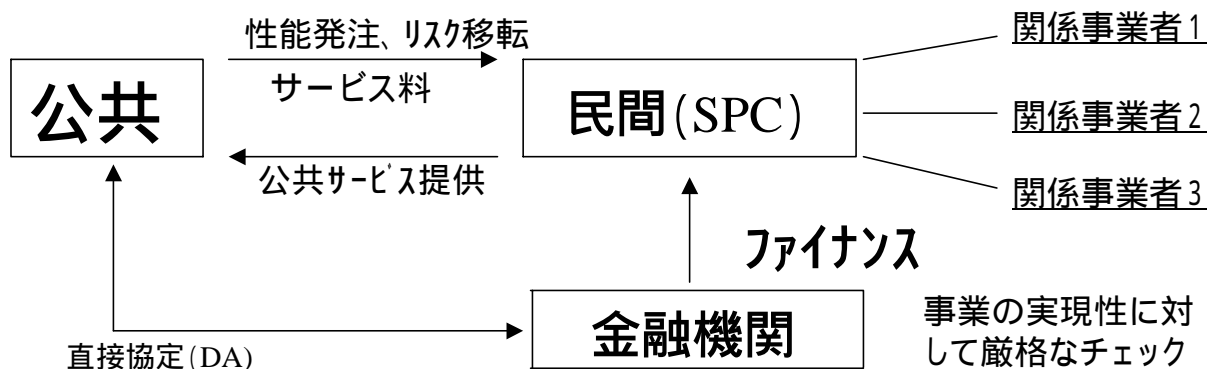 性能発注、リスク移転
サービス料
公共
公共サービス提供
民間(SPC)
関係事業者1
関係事業者2
関係事業者3
ファイナンス
金融機関
直接協定(DA)
事業の実現性に対
して厳格なチェック